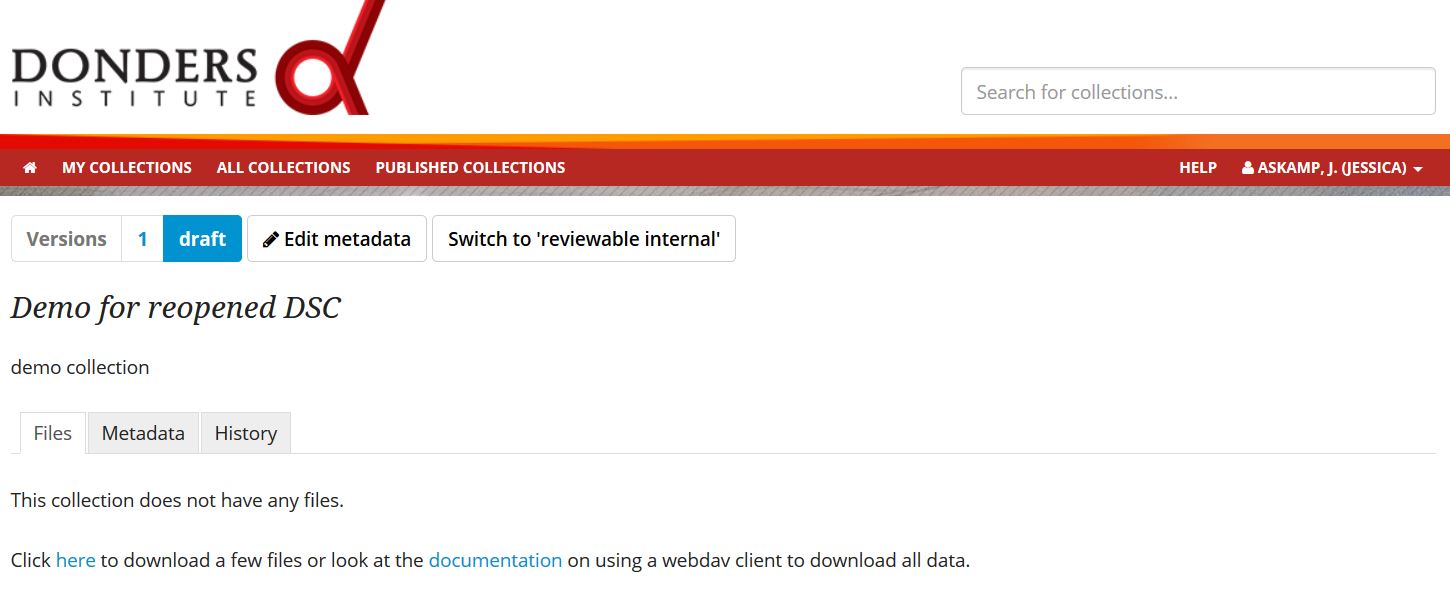 DONDERS
INSTITUTE
Search for collections...
MY COLLECTIONS ALL COLLECTIONS PUBLISHED COLLECTIONS HELP ASKAMP, J. (JESSICA)
Versions 1 draft Edit metadata Switch to 'reviewable internal'
Demo for reopened DSC
demo collection
Files Metadata History
This collection does not have any files.
Click here to download a few files or look at the documentation on using a webdav client to download all data.